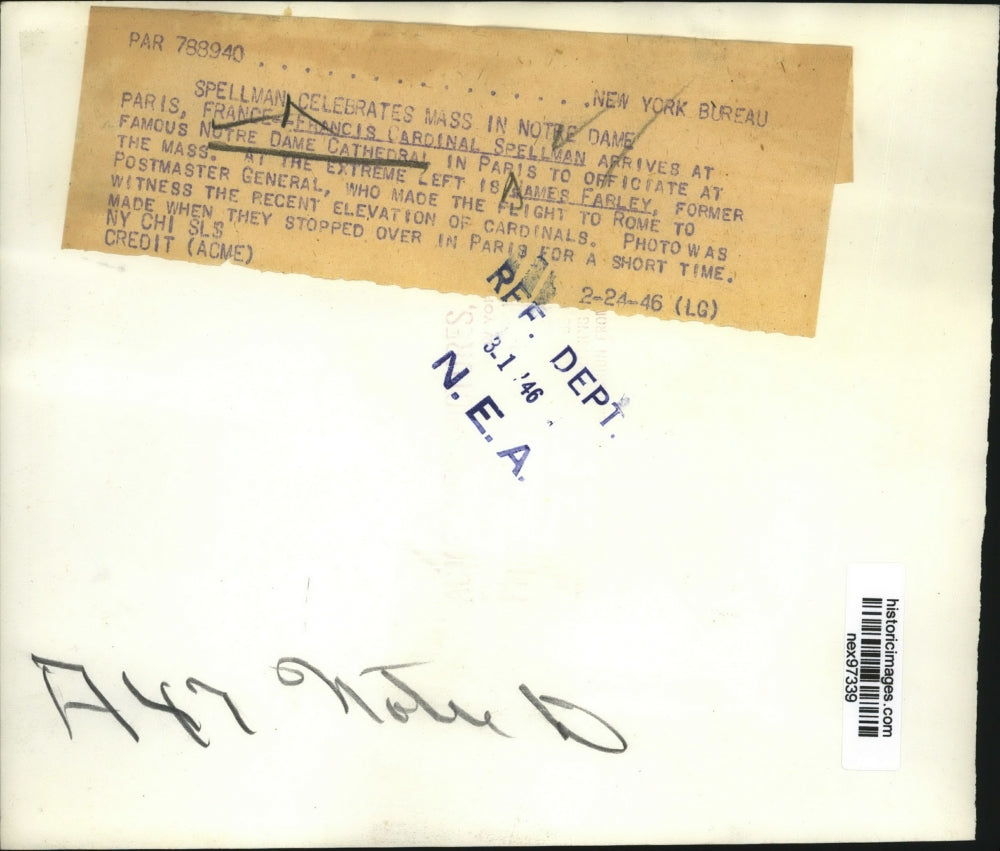 PAR 788940 . . . . . . . . . . . . . . . .NEW YORK BUREAU
SPELLMAN CELEBRATES MASS IN NOTRE DAME
PARIS, FRANCE--FRANCIS CARDINAL SPELLMAN ARRIVES AT
FAMOUS NOTRE DAME CATHEDRAL IN PARIS TO OFFICIATE AT
THE MASS. AT THE EXTREME LEFT IS JAMES FARLEY, FORMER
POSTMASTER GENERAL, WHO MADE THE FLIGHT TO ROME TO
WITNESS THE RECENT ELEVATION OF CARDINALS. PHOTO WAS
MADE WHEN THEY STOPPED OVER IN PARIS FOR A SHORT TIME.
NY CHI SLS
CREDIT (ACME) 2-24-46 (LG)
REF. DEPT.
3-1 '46
N. E. A.
A 47 Notre D
historicimages.com
nex97339